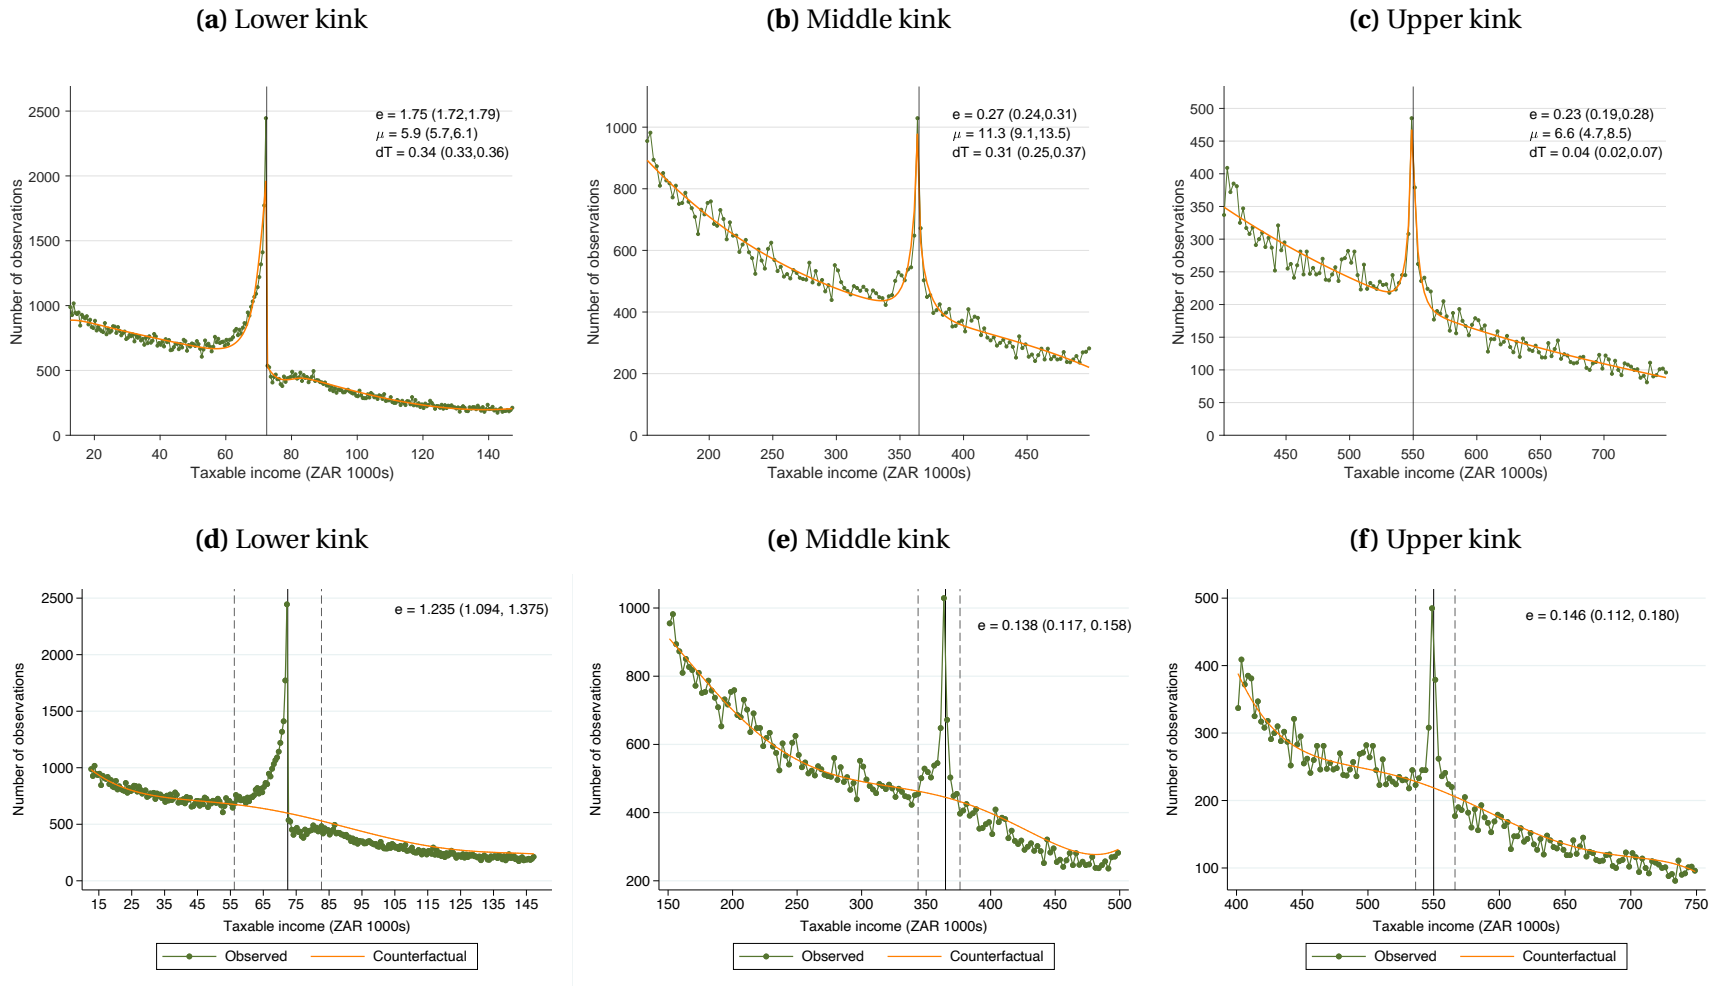 (a) Lower kink
Number of observations
2500
2000
1500
1000
500
0
e = 1.75 (1.72,1.79)
μ = 5.9 (5.7,6.1)
dT = 0.34 (0.33,0.36)
20 40 60 80 100 120 140
Taxable income (ZAR 1000s)
(b) Middle kink
Number of observations
1000
800
600
400
200
0
e = 0.27 (0.24,0.31)
μ = 11.3 (9.1,13.5)
dT = 0.31 (0.25,0.37)
200 250 300 350 400 450
Taxable income (ZAR 1000s)
(c) Upper kink
Number of observations
500
450
400
350
300
250
200
150
100
50
0
e = 0.23 (0.19,0.28)
μ = 6.6 (4.7,8.5)
dT = 0.04 (0.02,0.07)
450 500 550 600 650 700
Taxable income (ZAR 1000s)
(d) Lower kink
Number of observations
2500
2000
1500
1000
500
0
e = 1.235 (1.094, 1.375)
15 25 35 45 55 65 75 85 95 105 115 125 135 145
Taxable income (ZAR 1000s)
Observed Counterfactual
(e) Middle kink
Number of observations
1000
800
600
400
200
e = 0.138 (0.117, 0.158)
150 200 250 300 350 400 450 500
Taxable income (ZAR 1000s)
Observed Counterfactual
(f) Upper kink
Number of observations
500
400
300
200
100
e = 0.146 (0.112, 0.180)
400 450 500 550 600 650 700 750
Taxable income (ZAR 1000s)
Observed Counterfactual